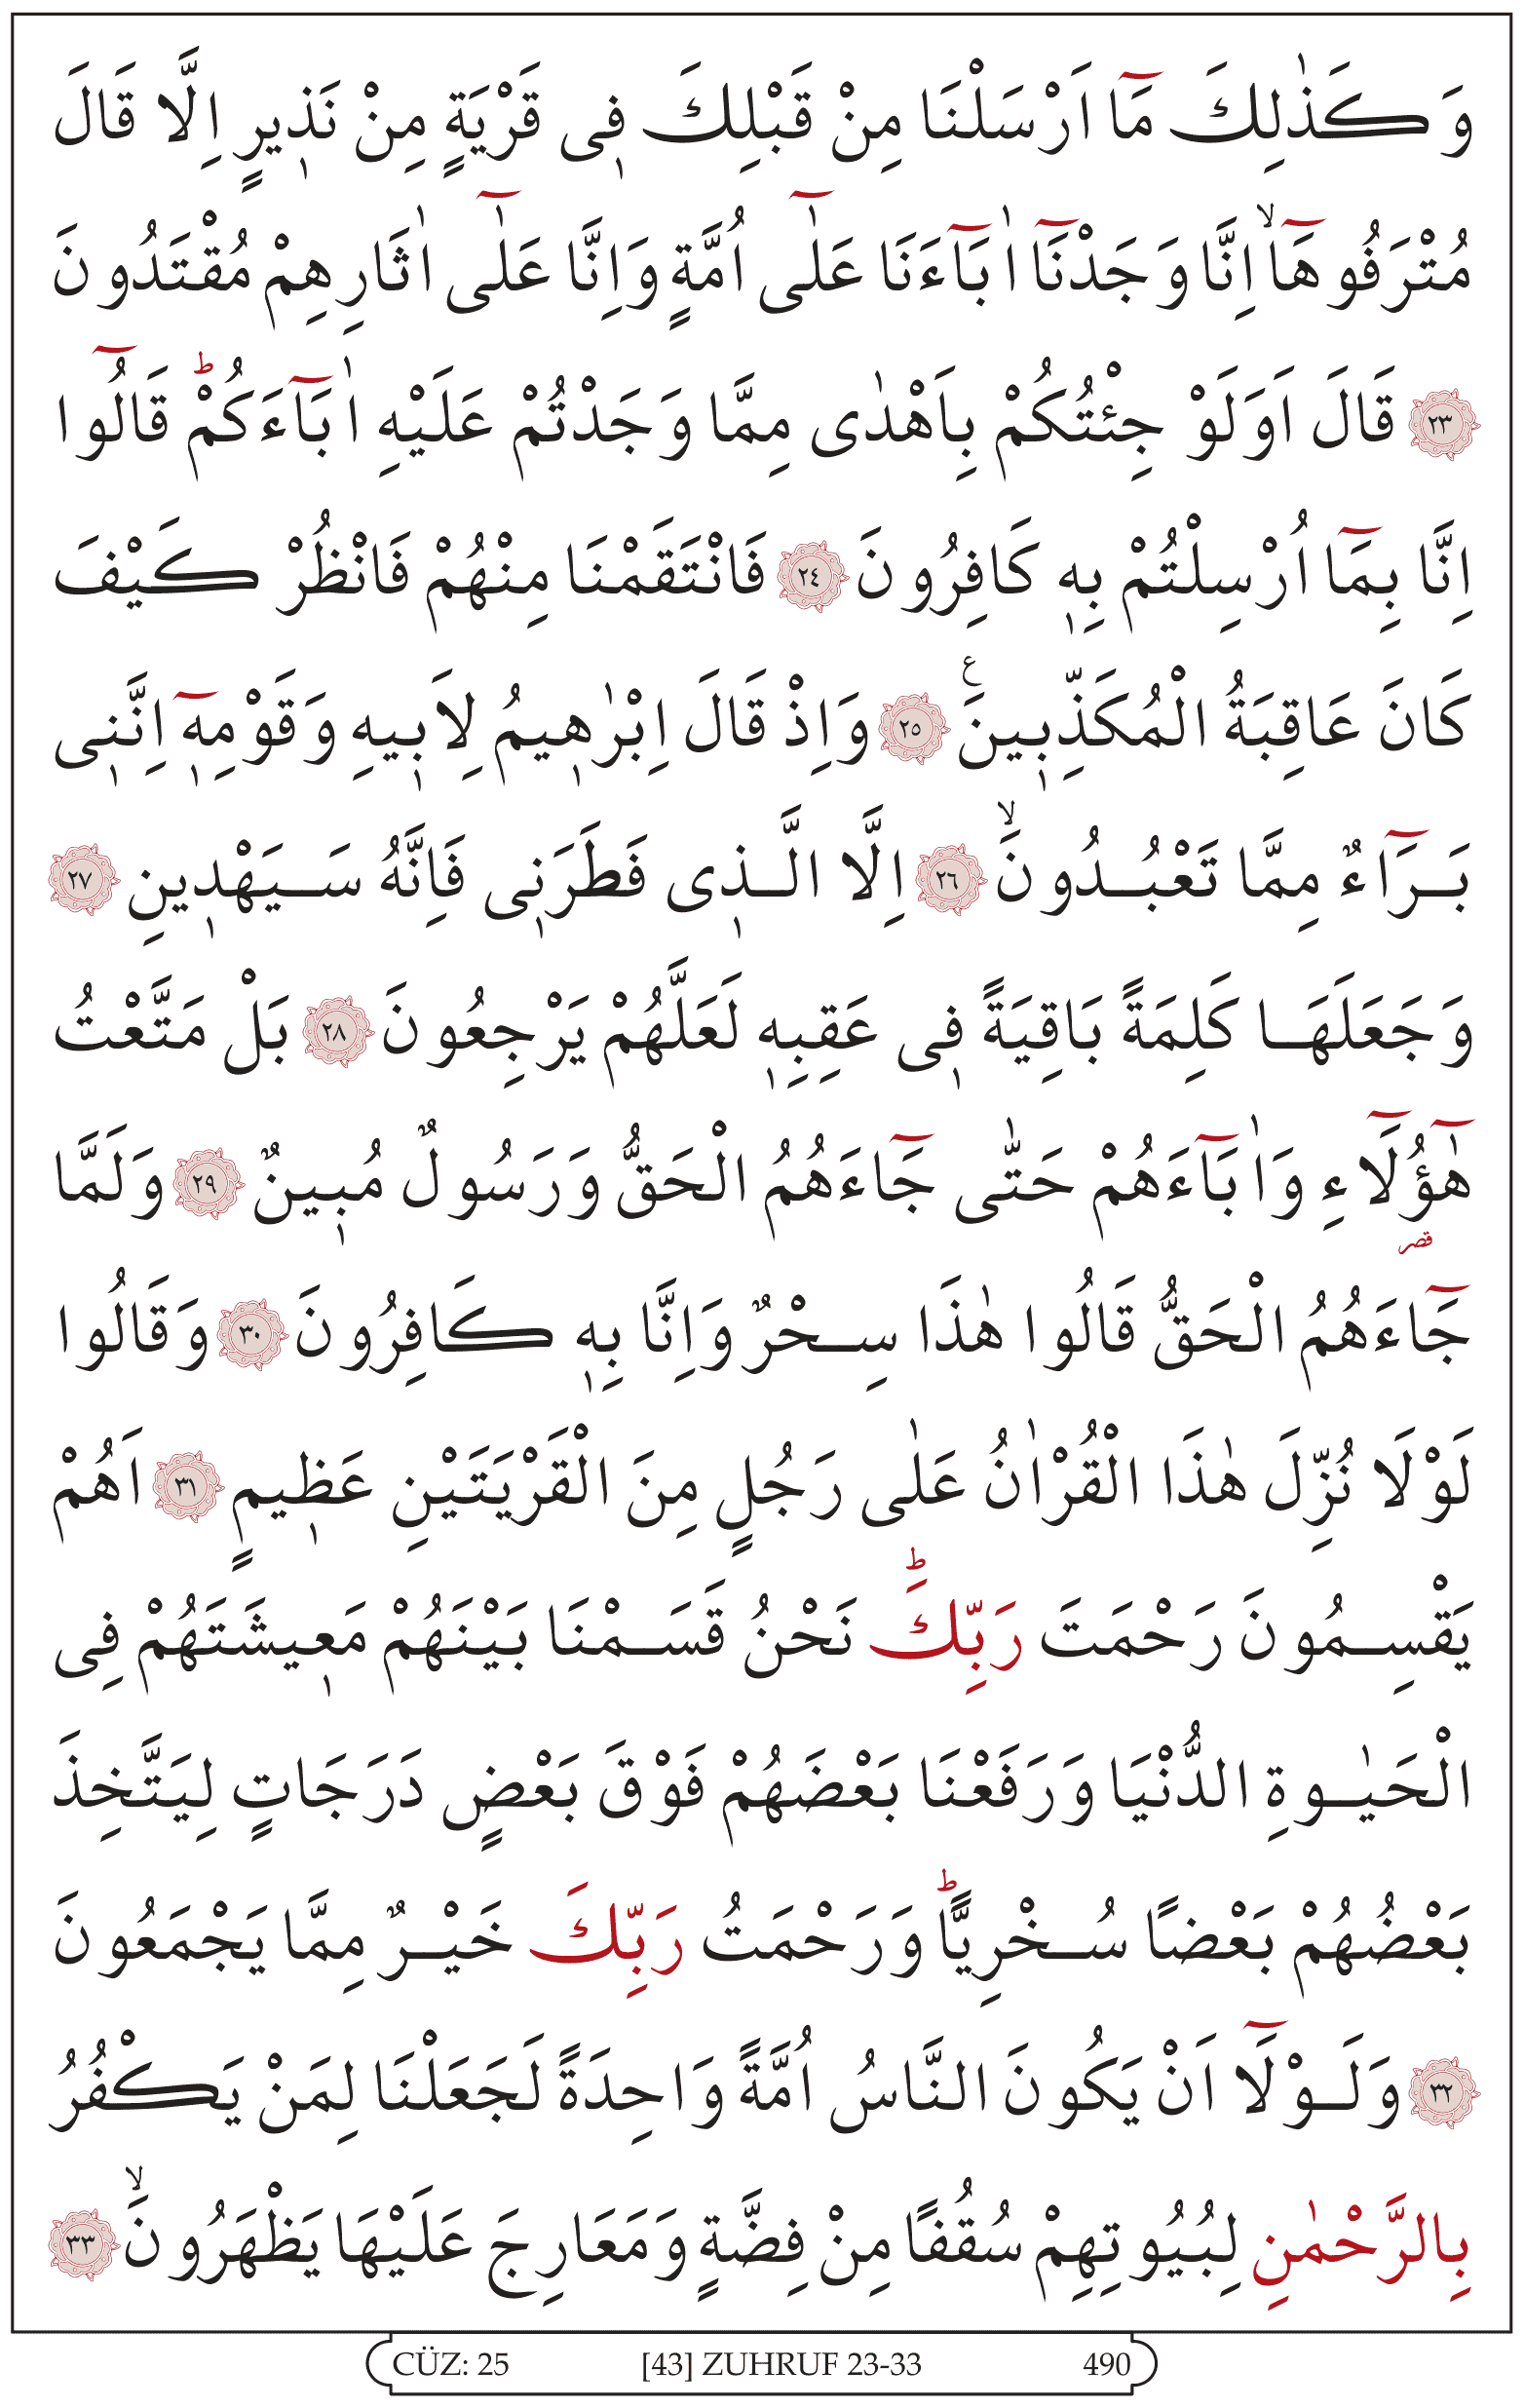 وَكَذٰلِكَ مَٓا اَرْسَلْنَا مِنْ قَبْلِكَ ف۪ى قَرْيَةٍ مِنْ نَذ۪يرٍ اِلَّا قَالَ
مُتْرَفُوهَٓاۙ اِنَّا وَجَدْنَٓا اٰبَٓاءَنَا عَلٰٓى اُمَّةٍ وَاِنَّا عَلٰٓى اٰثَارِهِمْ مُقْتَدُونَ
﴿٢٣﴾ قَالَ اَوَلَوْ جِئْتُكُمْ بِاَهْدٰى مِمَّا وَجَدْتُمْ عَلَيْهِ اٰبَٓاءَكُمْؕ قَالُٓوا
اِنَّا بِمَٓا اُرْسِلْتُمْ بِه۪ كَافِرُونَ ﴿٢٤﴾ فَانْتَقَمْنَا مِنْهُمْ فَانْظُرْ كَيْفَ
كَانَ عَاقِبَةُ الْمُكَذِّب۪ينَ ع ﴿٢٥﴾ وَاِذْ قَالَ اِبْرٰه۪يمُ لِاَب۪يهِ وَقَوْمِه۪ٓ اِنَّن۪ى
بَرَٓاءٌ مِمَّا تَعْبُدُونَۙ ﴿٢٦﴾ اِلَّا الَّذ۪ى فَطَرَن۪ى فَاِنَّهُ سَيَهْد۪ينِ ﴿٢٧﴾
وَجَعَلَهَا كَلِمَةً بَاقِيَةً ف۪ى عَقِبِه۪ لَعَلَّهُمْ يَرْجِعُونَ ﴿٢٨﴾ بَلْ مَتَّعْتُ
هٰٓؤُلَٓاءِ وَاٰبَٓاءَهُمْ حَتّٰى جَٓاءَهُمُ الْحَقُّ وَرَسُولٌ مُب۪ينٌ ﴿٢٩﴾ وَلَمَّا
قصر
جَٓاءَهُمُ الْحَقُّ قَالُوا هٰذَا سِحْرٌ وَاِنَّا بِه۪ كَافِرُونَ ﴿٣٠﴾ وَقَالُوا
لَوْلَا نُزِّلَ هٰذَا الْقُرْاٰنُ عَلٰى رَجُلٍ مِنَ الْقَرْيَتَيْنِ عَظ۪يمٍ ﴿٣١﴾ اَهُمْ
يَقْسِمُونَ رَحْمَتَ رَبِّكَؕ نَحْنُ قَسَمْنَا بَيْنَهُمْ مَع۪يشَتَهُمْ فِى
الْحَيٰوةِ الدُّنْيَا وَرَفَعْنَا بَعْضَهُمْ فَوْقَ بَعْضٍ دَرَجَاتٍ لِيَتَّخِذَ
بَعْضُهُمْ بَعْضًا سُخْرِيًّاؕ وَرَحْمَتُ رَبِّكَ خَيْرٌ مِمَّا يَجْمَعُونَ
﴿٣٢﴾ وَلَوْلَٓا اَنْ يَكُونَ النَّاسُ اُمَّةً وَاحِدَةً لَجَعَلْنَا لِمَنْ يَكْفُرُ
بِالرَّحْمٰنِ لِبُيُوتِهِمْ سُقُفًا مِنْ فِضَّةٍ وَمَعَارِجَ عَلَيْهَا يَظْهَرُونَۙ ﴿٣٣﴾
CÜZ: 25 [43] ZUHRUF 23-33 490